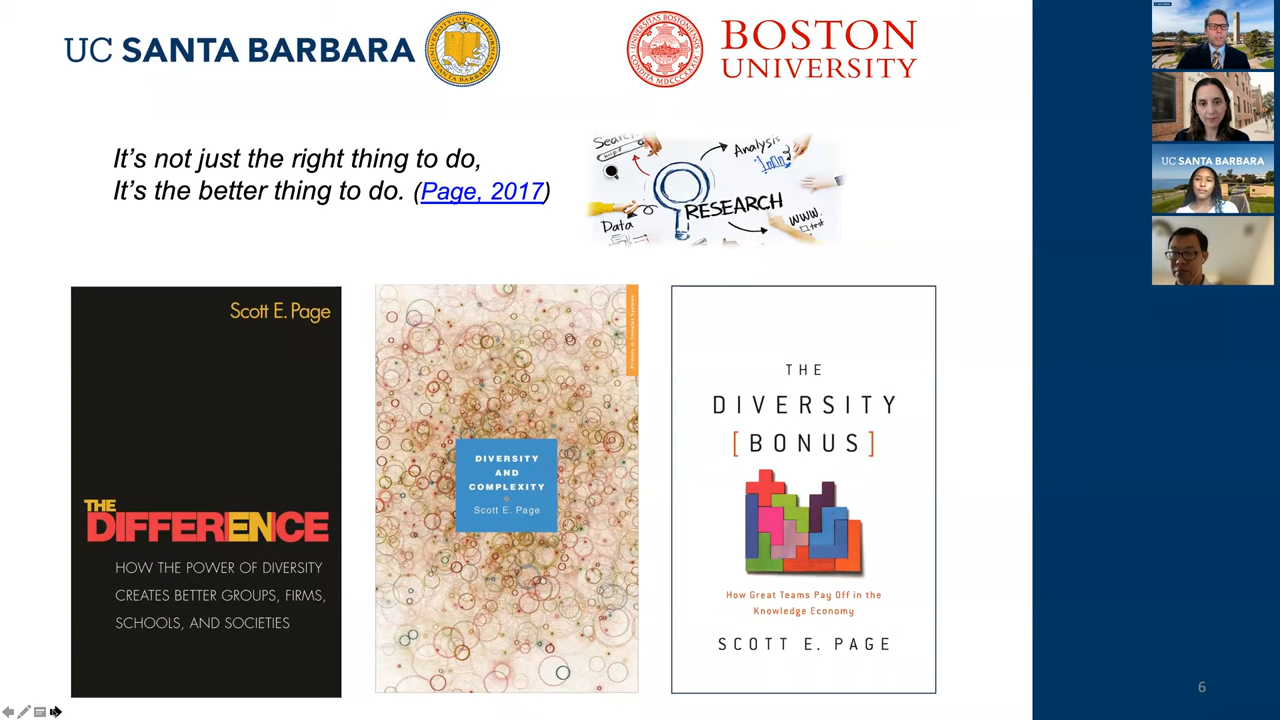 UC SANTA BARBARA
BOSTON
UNIVERSITY
It's not just the right thing to do,
It's the better thing to do. (Page, 2017)
Search
Analysis
RESEARCH
Data
WWW.
test
UC SANTA BARBARA
Scott E. Page
THE
DIFFERENCE
HOW THE POWER OF DIVERSITY
CREATES BETTER GROUPS, FIRMS,
SCHOOLS, AND SOCIETIES
DIVERSITY
AND
COMPLEXITY
Scott E. Page
THE
DIVERSITY
[BONUS]
How Great Teams Pay Off in the
Knowledge Economy
SCOTT E. PAGE
6